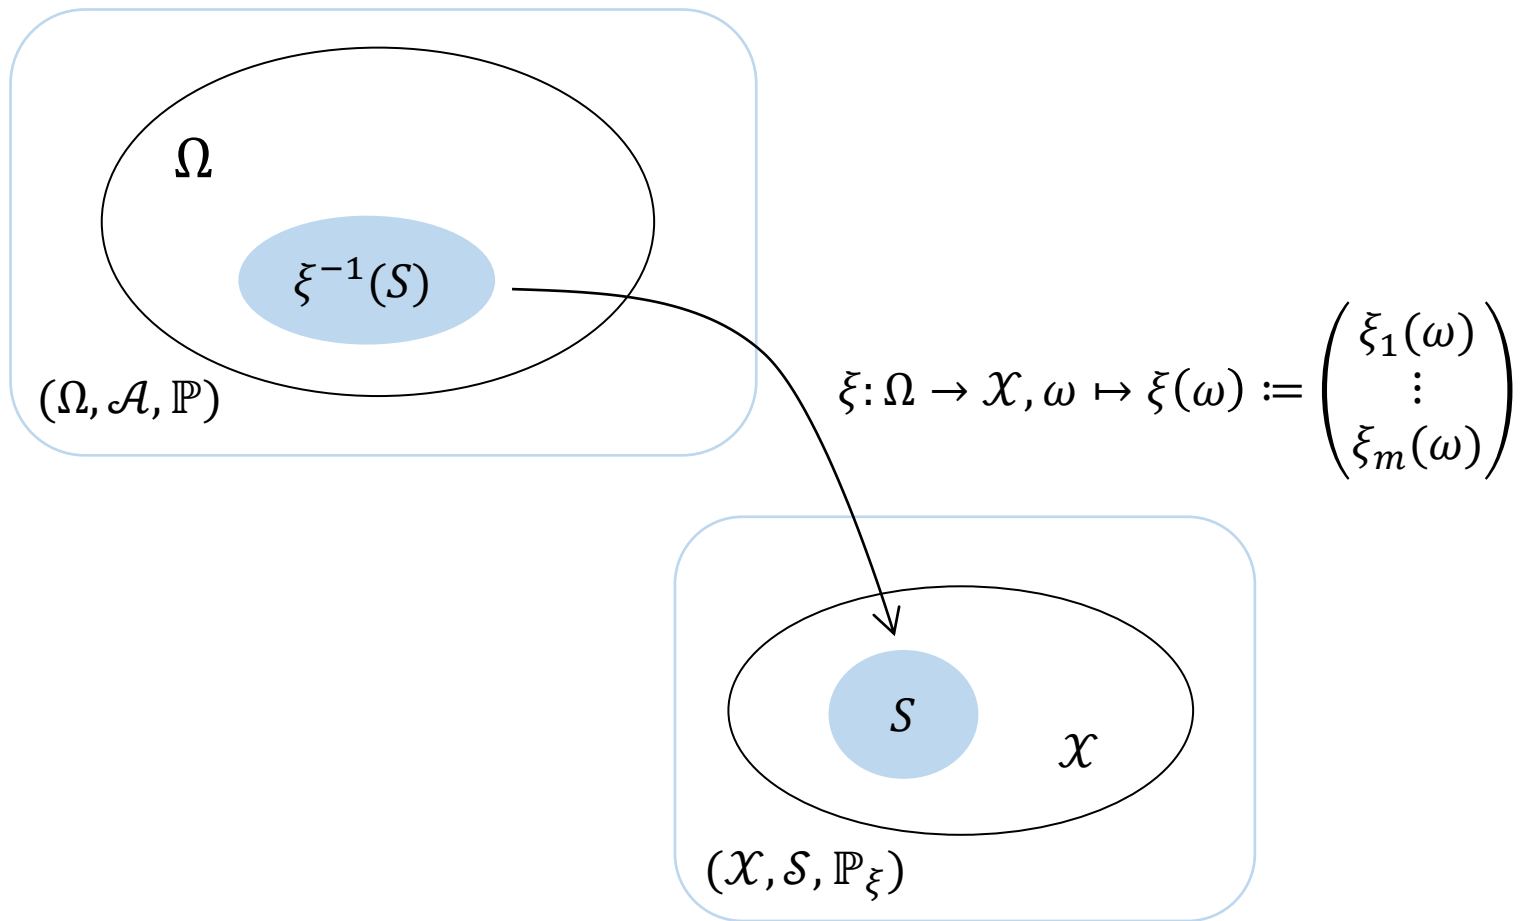 Ω
ξ⁻¹(S)
(Ω, 𝒜, ℙ)
ξ: Ω → 𝒳, ω ↦ ξ(ω) ≔ (ξ₁(ω) ⋮ ξₘ(ω))
S
𝒳
(𝒳, 𝒮, ℙ_ξ)